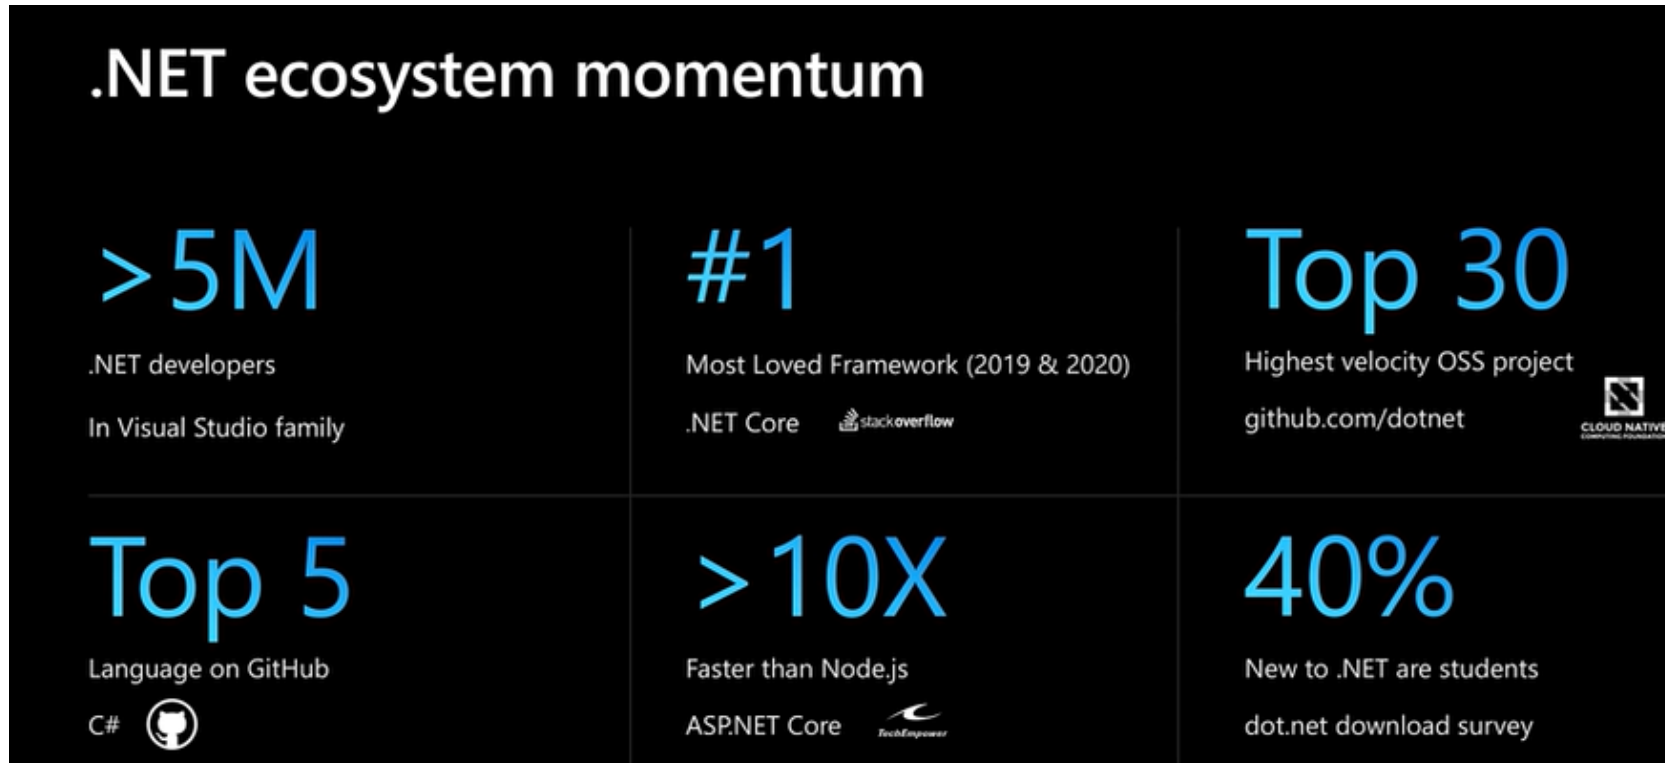 .NET ecosystem momentum
>5M
.NET developers
In Visual Studio family
#1
Most Loved Framework (2019 & 2020)
.NET Core stackoverflow
Top 30
Highest velocity OSS project
github.com/dotnet
CLOUD NATIVE
COMPUTING FOUNDATION
Top 5
Language on GitHub
C#
>10X
Faster than Node.js
ASP.NET Core TechEmpower
40%
New to .NET are students
dot.net download survey